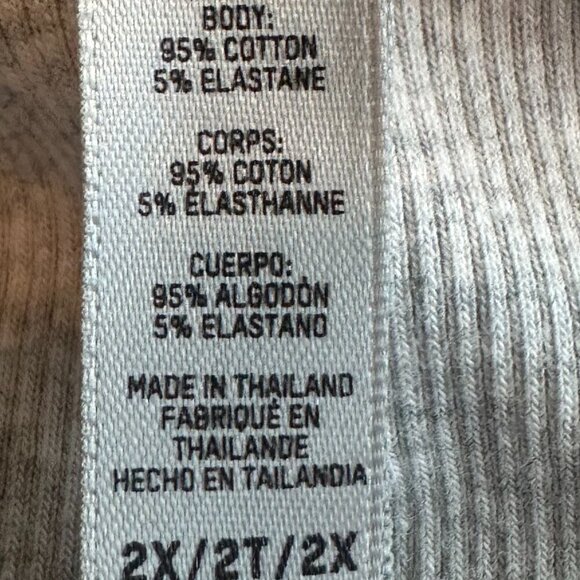 BODY:
95% COTTON
5% ELASTANE
CORPS:
95% COTON
5% ÉLASTHANNE
CUERPO:
95% ALGODÓN
5% ELASTANO
MADE IN THAILAND
FABRIQUÉ EN
THAILANDE
HECHO EN TAILANDIA
2X/2T/2X